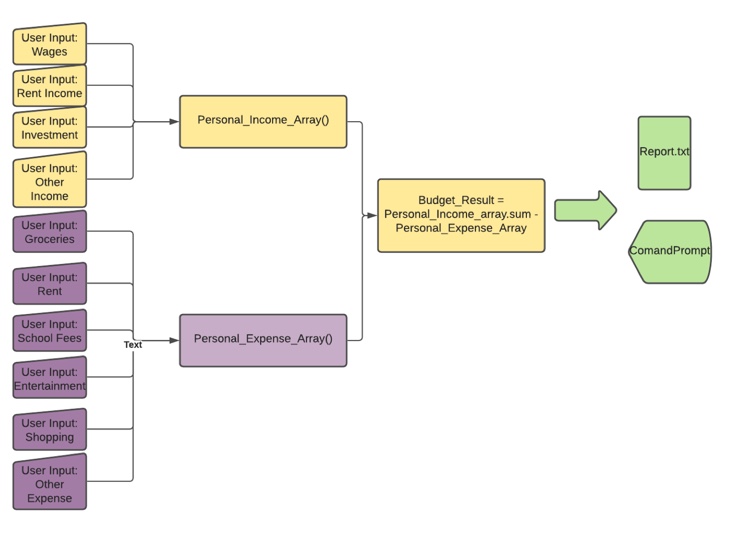 User Input:
Wages
User Input:
Rent Income
User Input:
Investment
User Input:
Other
Income
User Input:
Groceries
User Input:
Rent
User Input:
School Fees
User Input:
Entertainment
User Input:
Shopping
User Input:
Other
Expense
Text
Personal_Income_Array()
Personal_Expense_Array()
Budget_Result =
Personal_Income_array.sum -
Personal_Expense_Array
Report.txt
ComandPrompt